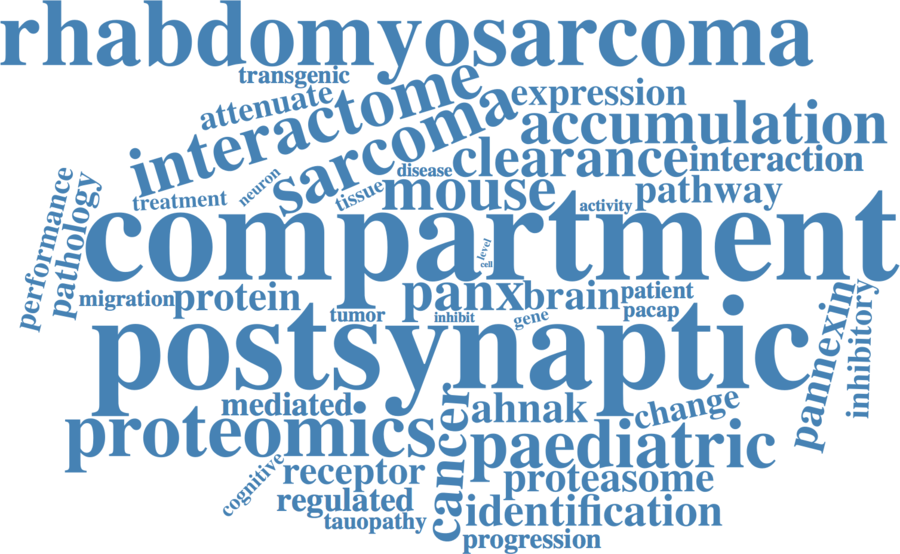 rhabdomyosarcoma
transgenic
attenuate
interactome
sarcoma
expression
accumulation
clearance
interaction
disease
neuron
tissue
treatment
mouse
pathway
activity
performance
pathology
compartment
level
cell
migration
protein
panx
brain
patient
pacap
tumor
inhibit
gene
pannexin
inhibitory
postsynaptic
mediated
ahnak
change
proteomics
cancer
paediatric
cognitive
receptor
proteasome
regulated
tauopathy
identification
progression